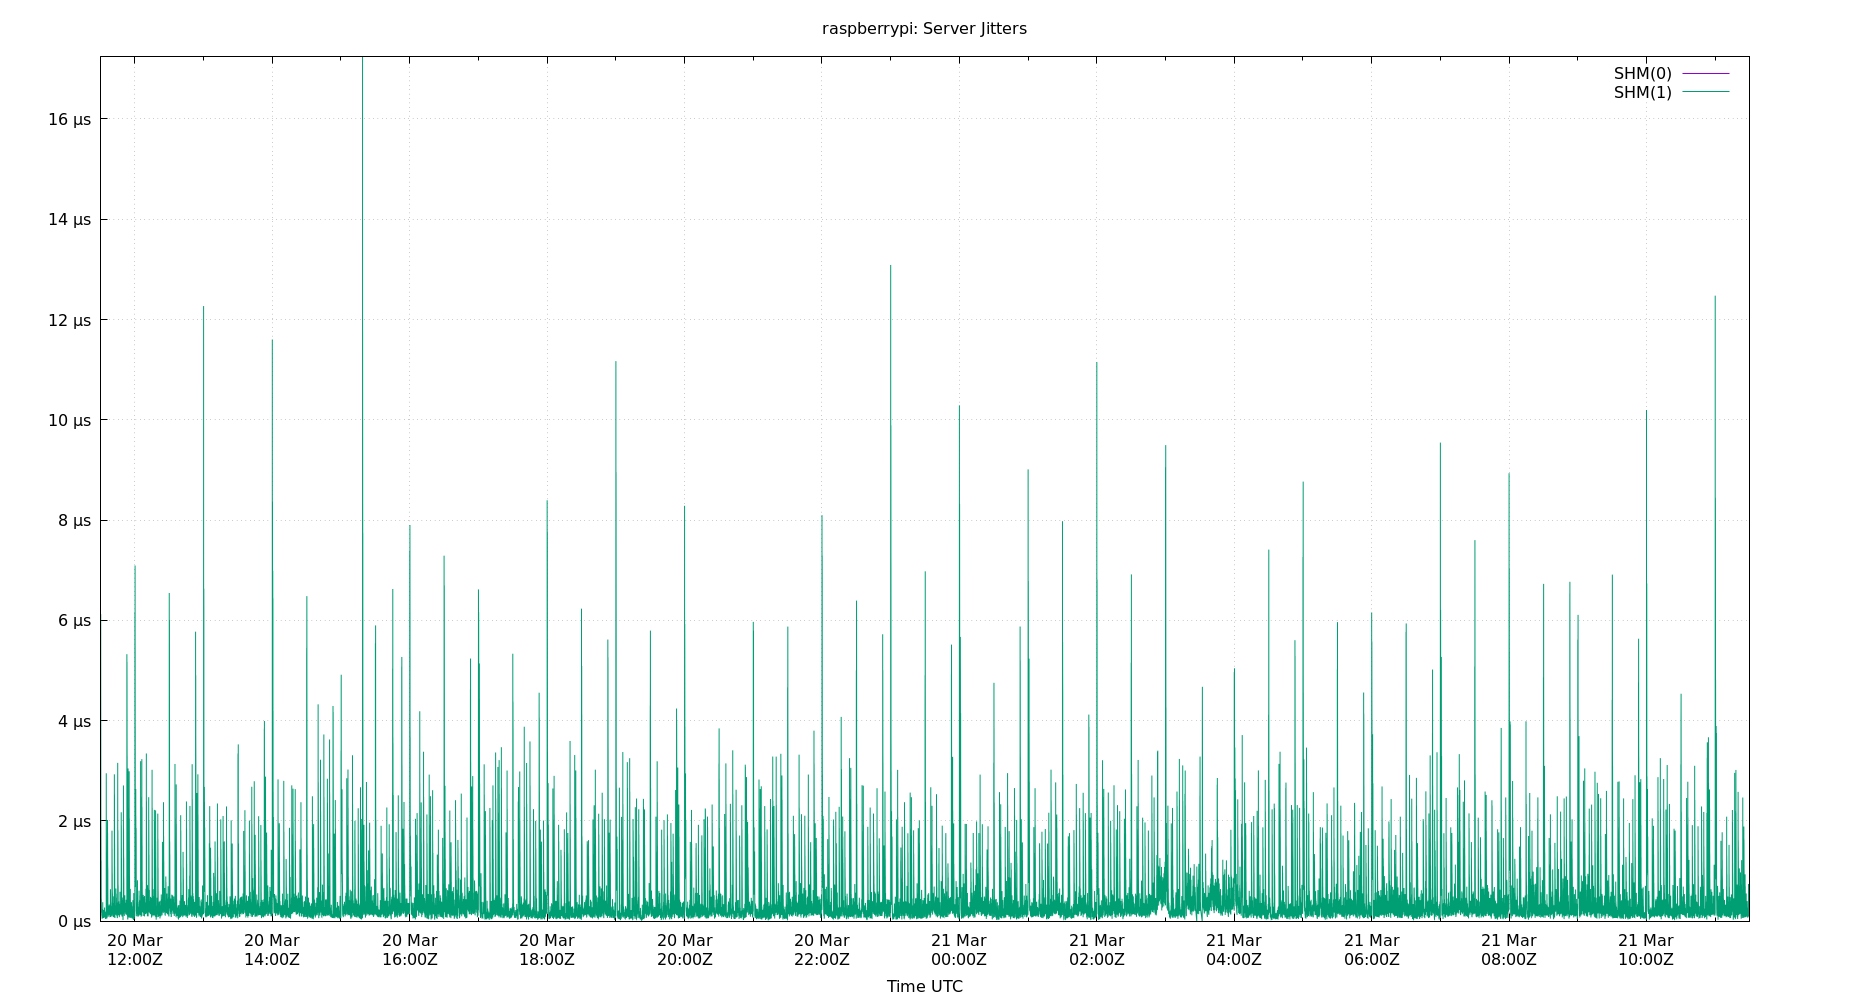 raspberrypi: Server Jitters
SHM(0)
SHM(1)
16 µs
14 µs
12 µs
10 µs
8 µs
6 µs
4 µs
2 µs
0 µs
20 Mar 20 Mar 20 Mar 20 Mar 20 Mar 20 Mar 21 Mar 21 Mar 21 Mar 21 Mar 21 Mar 21 Mar
12:00Z 14:00Z 16:00Z 18:00Z 20:00Z 22:00Z 00:00Z 02:00Z 04:00Z 06:00Z 08:00Z 10:00Z
Time UTC